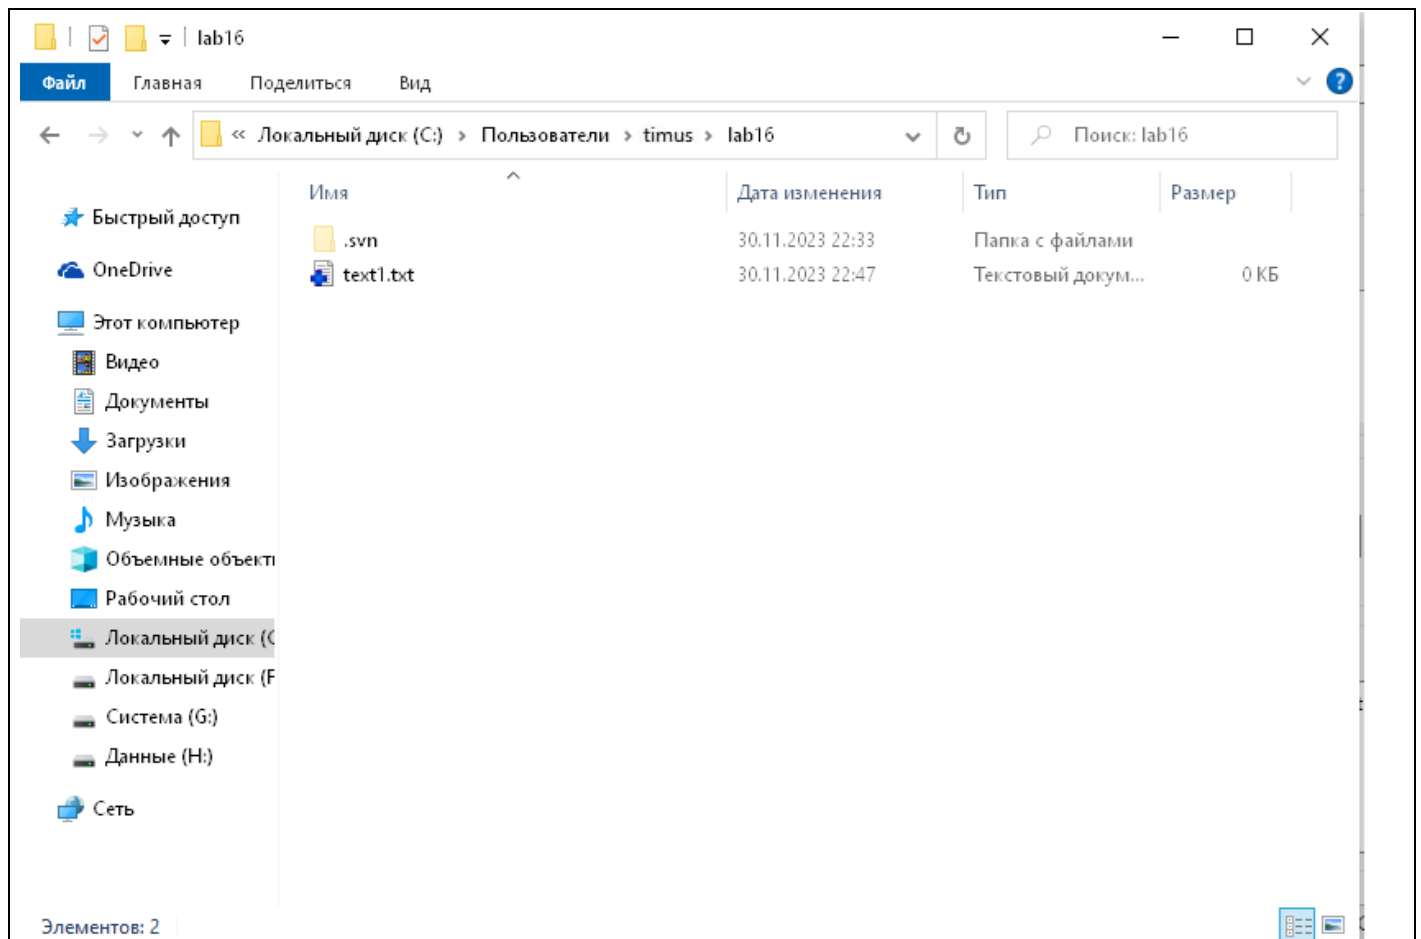 lab16
Файл Главная Поделиться Вид
« Локальный диск (C:) › Пользователи › timus › lab16 Поиск: lab16
Имя Дата изменения Тип Размер
.svn 30.11.2023 22:33 Папка с файлами
text1.txt 30.11.2023 22:47 Текстовый докум... 0 КБ
Быстрый доступ
OneDrive
Этот компьютер
Видео
Документы
Загрузки
Изображения
Музыка
Объемные объект
Рабочий стол
Локальный диск (C
Локальный диск (F
Система (G:)
Данные (H:)
Сеть
Элементов: 2